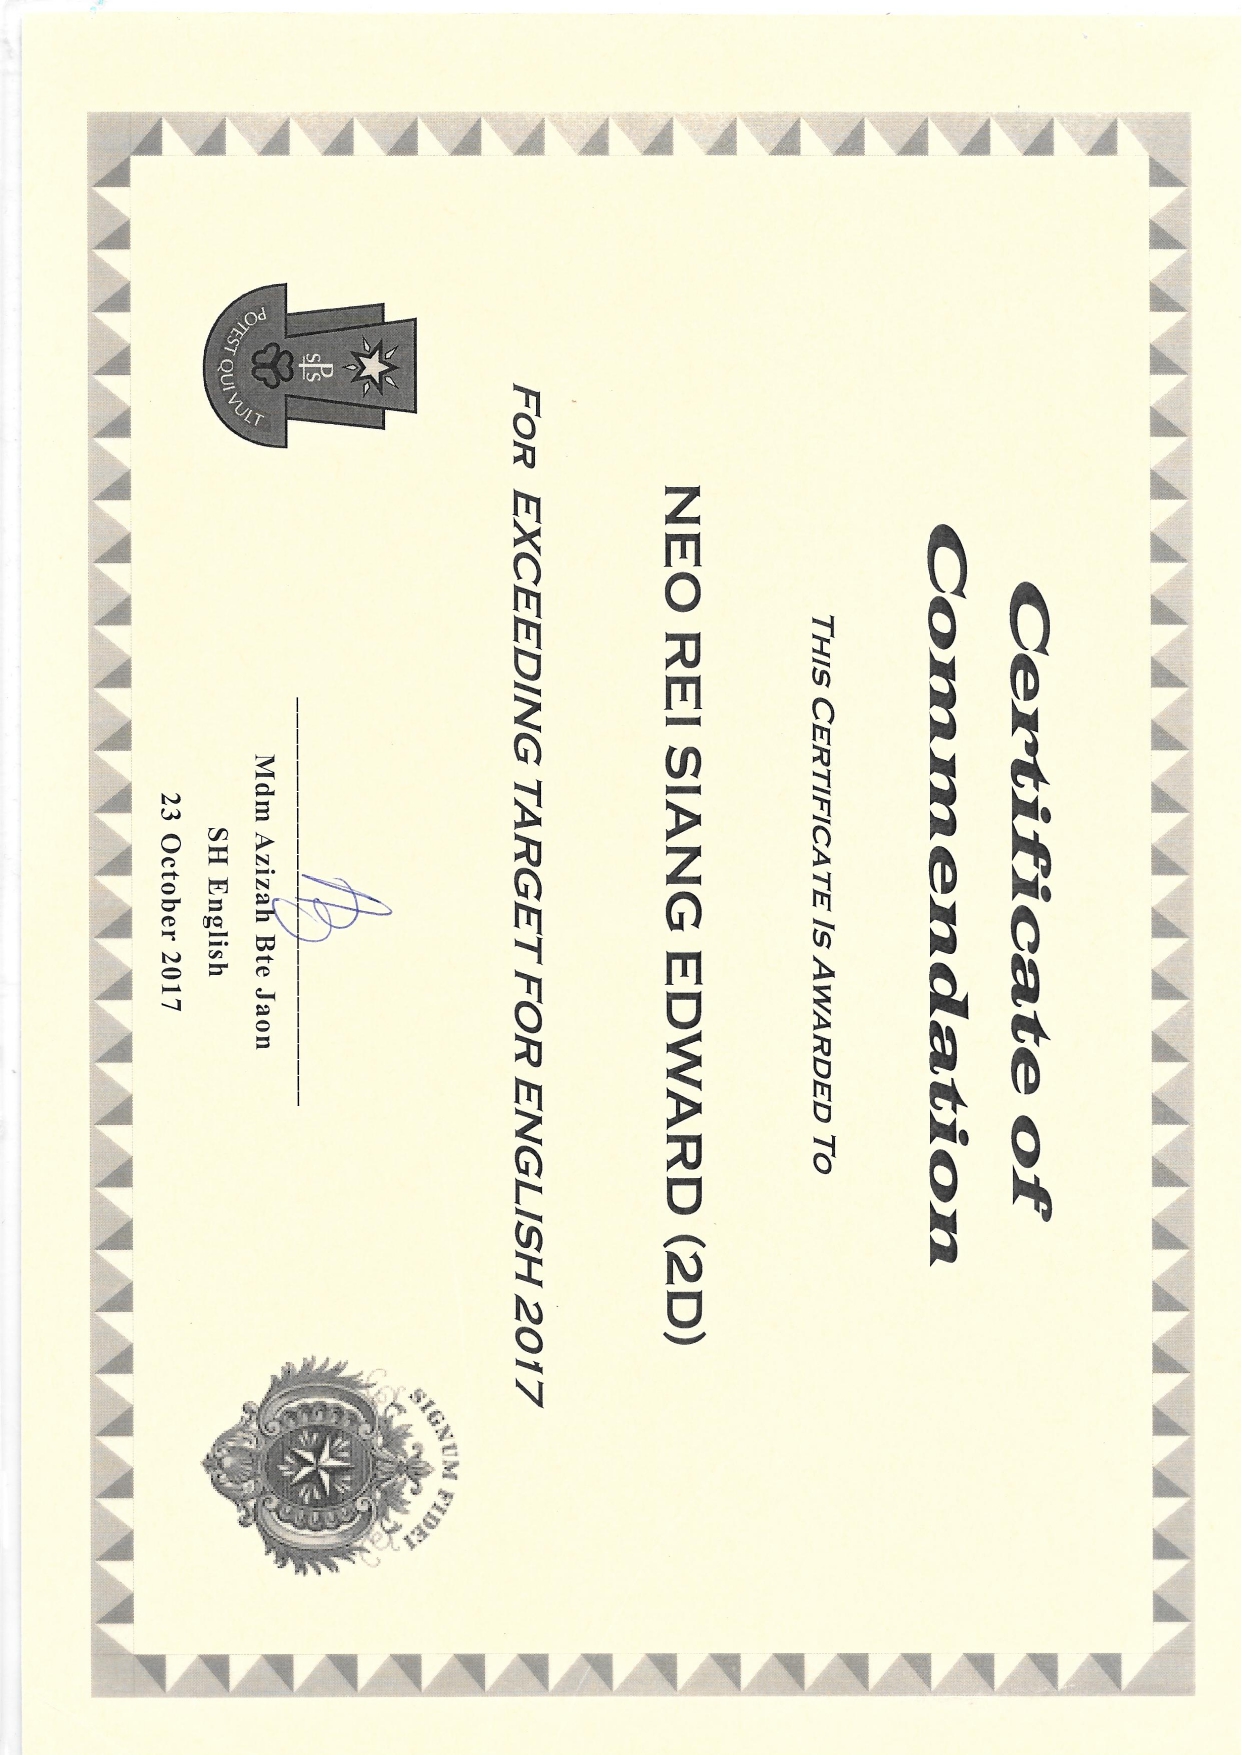 Certificate of
Commendation
THIS CERTIFICATE IS AWARDED TO
NEO REI SIANG EDWARD (2D)
FOR EXCEEDING TARGET FOR ENGLISH 2017
SPS
POTEST QUI VULT
Mdm Azizah Bte Jaon
SH English
23 October 2017
SIGNUM FIDEI